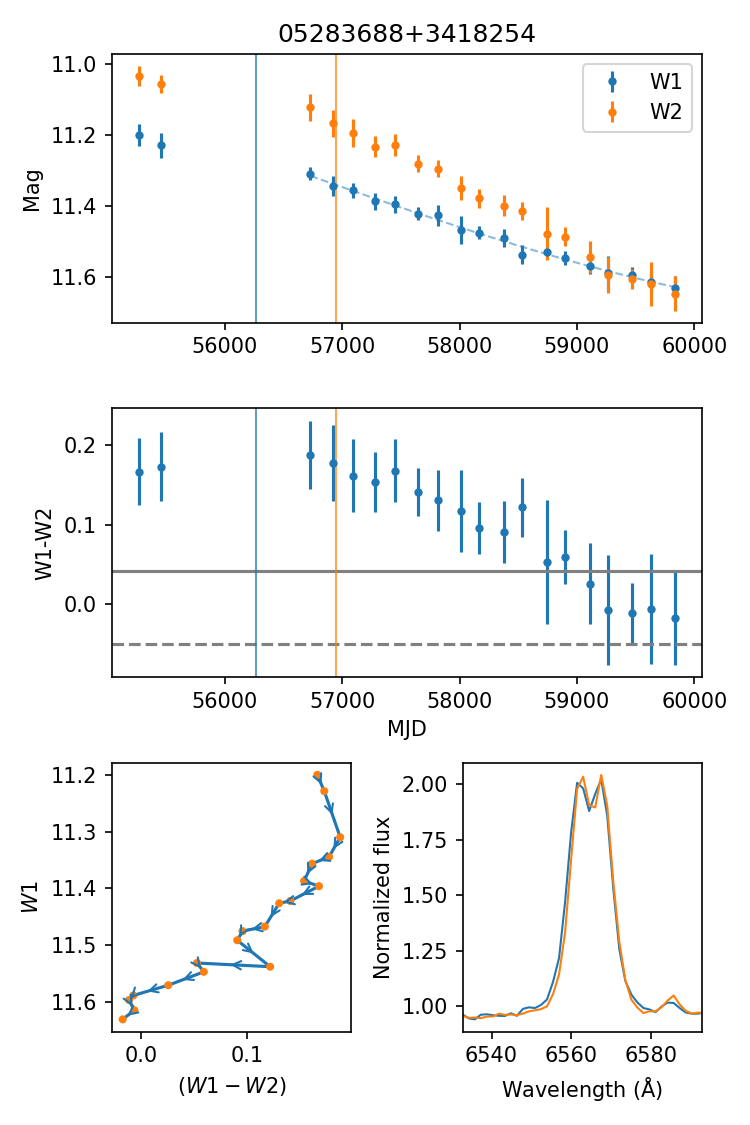 05283688+3418254
11.0
11.2
11.4
11.6
Mag
W1
W2
56000 57000 58000 59000 60000
0.2
0.1
0.0
W1-W2
56000 57000 58000 59000 60000
MJD
11.2
11.3
11.4
11.5
11.6
W1
0.0 0.1
(W1 − W2)
2.00
1.75
1.50
1.25
1.00
Normalized flux
6540 6560 6580
Wavelength (Å)